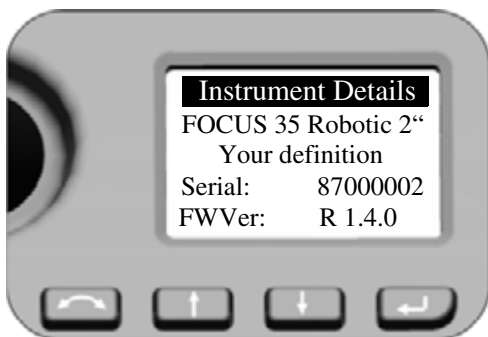 Instrument Details
FOCUS 35 Robotic 2“
Your definition
Serial: 87000002
FWVer: R 1.4.0